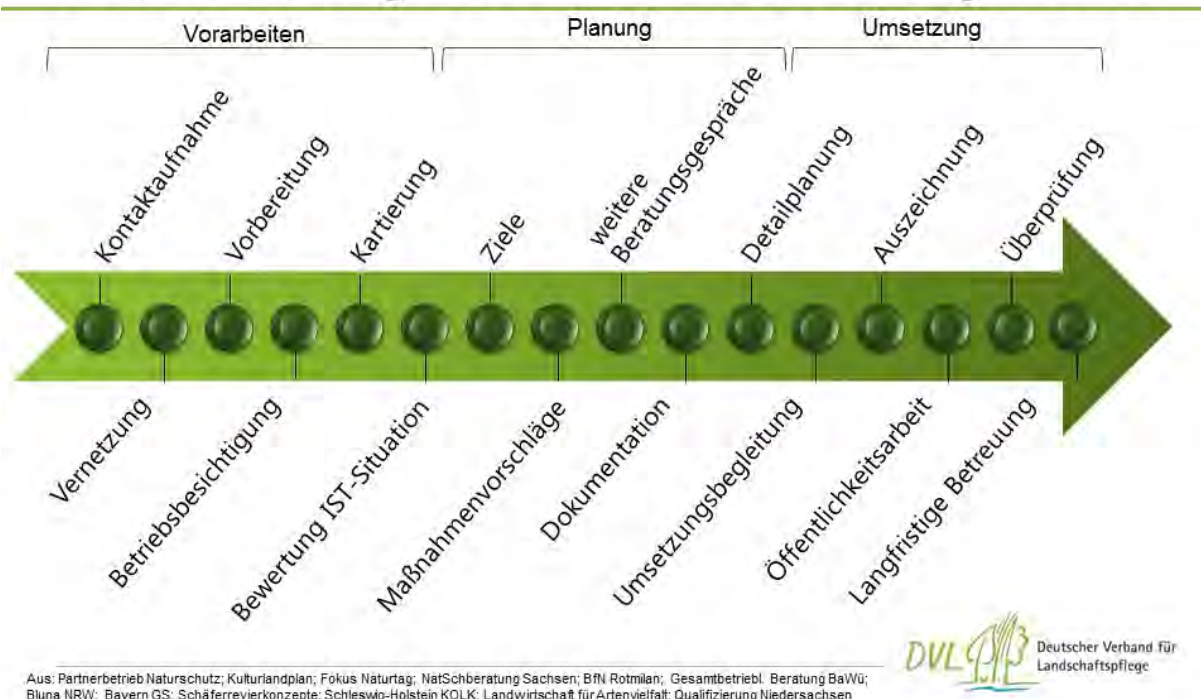 Vorarbeiten
Planung
Umsetzung
Kontaktaufnahme
Vorbereitung
Kartierung
Ziele
weitere
Beratungsgespräche
Detailplanung
Auszeichnung
Überprüfung
Vernetzung
Betriebsbesichtigung
Bewertung IST-Situation
Maßnahmenvorschläge
Dokumentation
Umsetzungsbegleitung
Öffentlichkeitsarbeit
Langfristige Betreuung
DVL
Deutscher Verband für
Landschaftspflege
Aus: Partnerbetrieb Naturschutz; Kulturlandplan; Fokus Naturtag; NatSchberatung Sachsen; BfN Rotmilan; Gesamtbetriebl. Beratung BaWü;
Bluna NRW; Bayern GS; Schäferrevierkonzepte; Schleswig-Holstein KOLK; Landwirtschaft für Artenvielfalt; Qualifizierung Niedersachsen